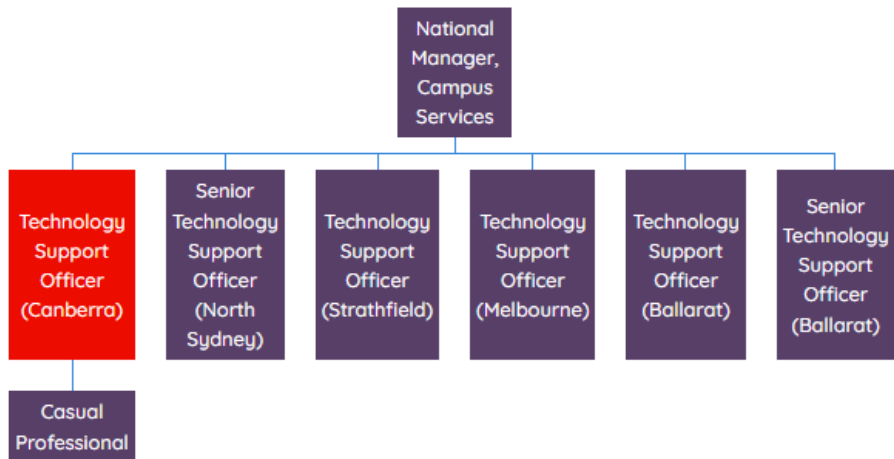 National
Manager,
Campus
Services
Technology
Support
Officer
(Canberra)
Senior
Technology
Support
Officer
(North
Sydney)
Technology
Support
Officer
(Strathfield)
Technology
Support
Officer
(Melbourne)
Technology
Support
Officer
(Ballarat)
Senior
Technology
Support
Officer
(Ballarat)
Casual
Professional